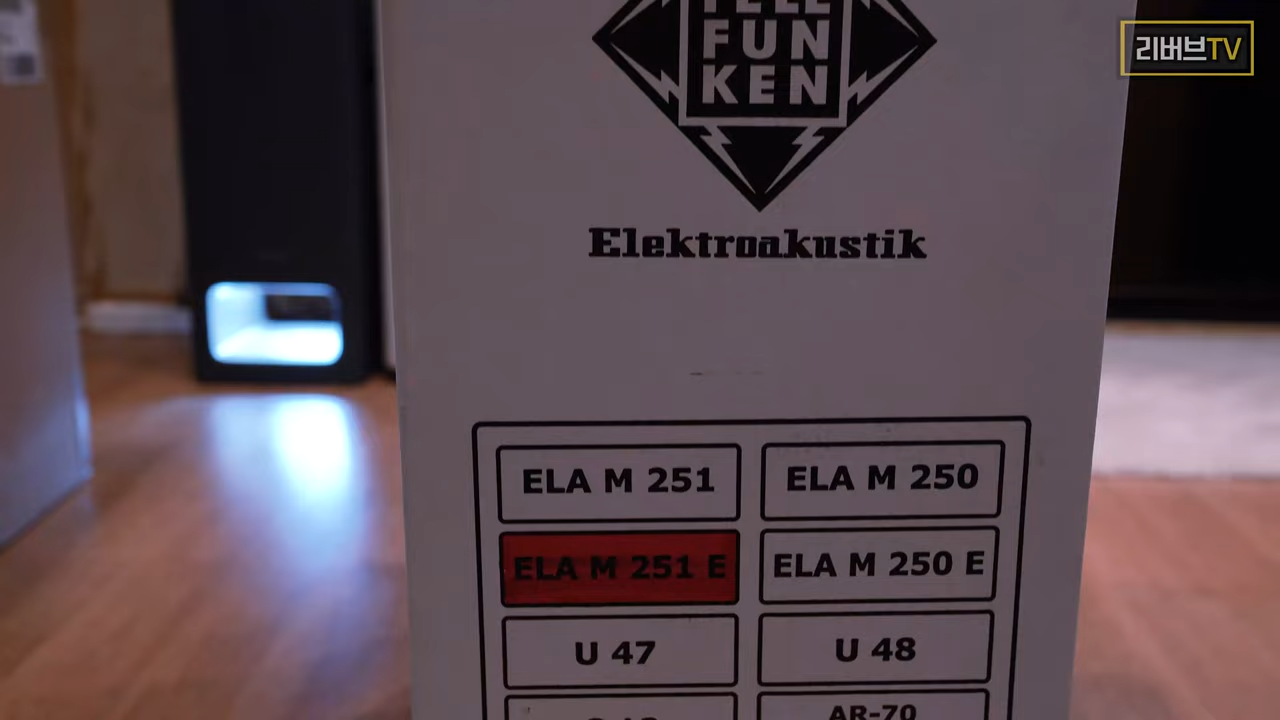 리버브TV
FUN
KEN
Elektroakustik
ELA M 251
ELA M 250
ELA M 251 E
ELA M 250 E
U 47
U 48
AR-70